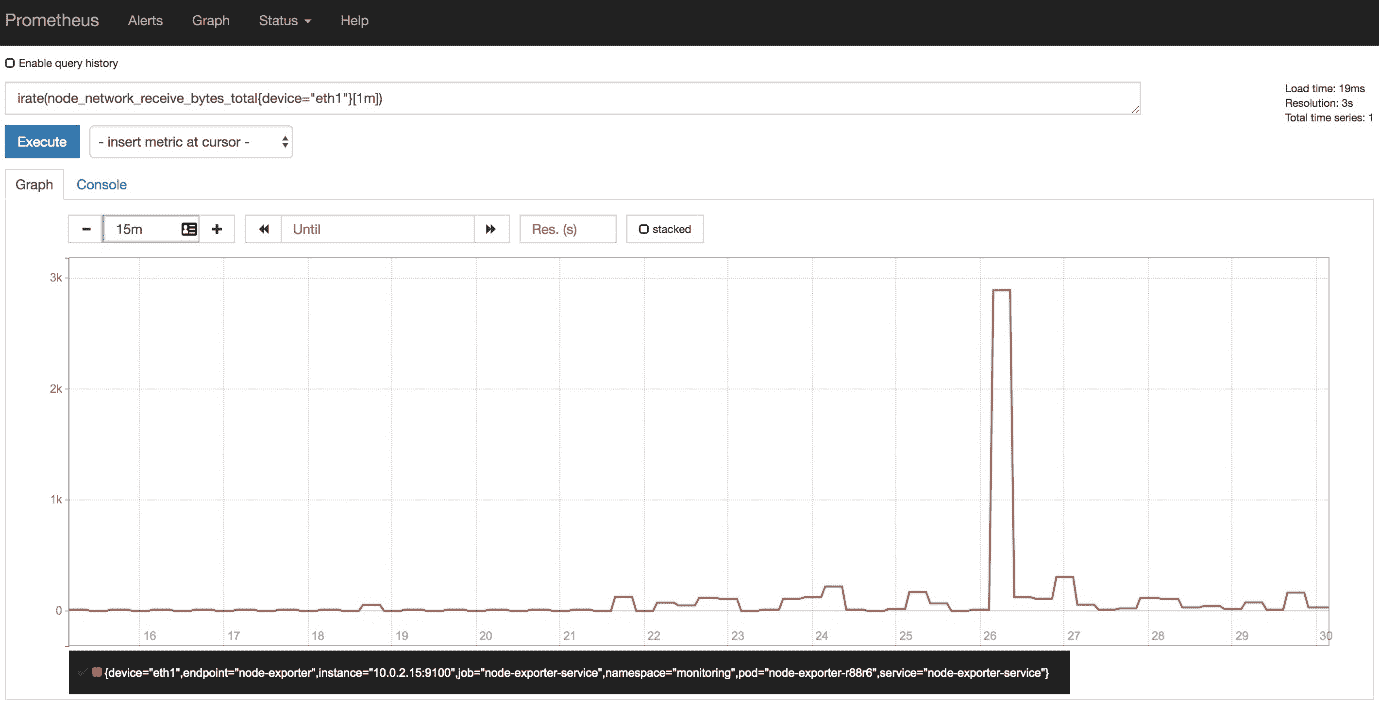 Prometheus Alerts Graph Status Help
Enable query history
irate(node_network_receive_bytes_total{device="eth1"}[1m])
Load time: 19ms
Resolution: 3s
Total time series: 1
Execute - insert metric at cursor -
Graph Console
- 15m + Until Res. (s) stacked
3k
2k
1k
0
16 17 18 19 20 21 22 23 24 25 26 27 28 29 30
{device="eth1",endpoint="node-exporter",instance="10.0.2.15:9100",job="node-exporter-service",namespace="monitoring",pod="node-exporter-r88r6",service="node-exporter-service"}